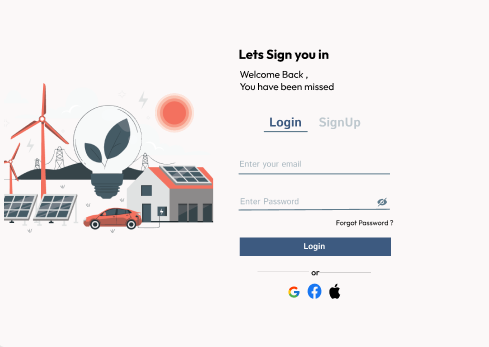 Lets Sign you in
Welcome Back ,
You have been missed
Login SignUp
Enter your email
Enter Password
Forgot Password ?
Login
or